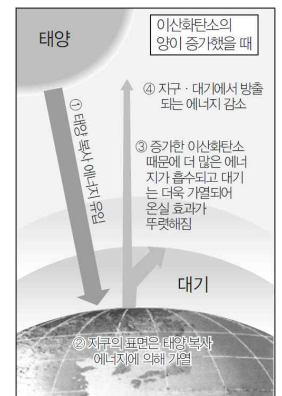 태양
이산화탄소의
양이 증가했을 때
④ 지구·대기에서 방출
되는 에너지 감소
① 태양 복사 에너지 유입
③ 증가한 이산화탄소
때문에 더 많은 에너
지가 흡수되고 대기
는 더욱 가열되어
온실 효과가
뚜렷해짐
대기
② 지구의 표면은 태양 복사
에너지에 의해 가열